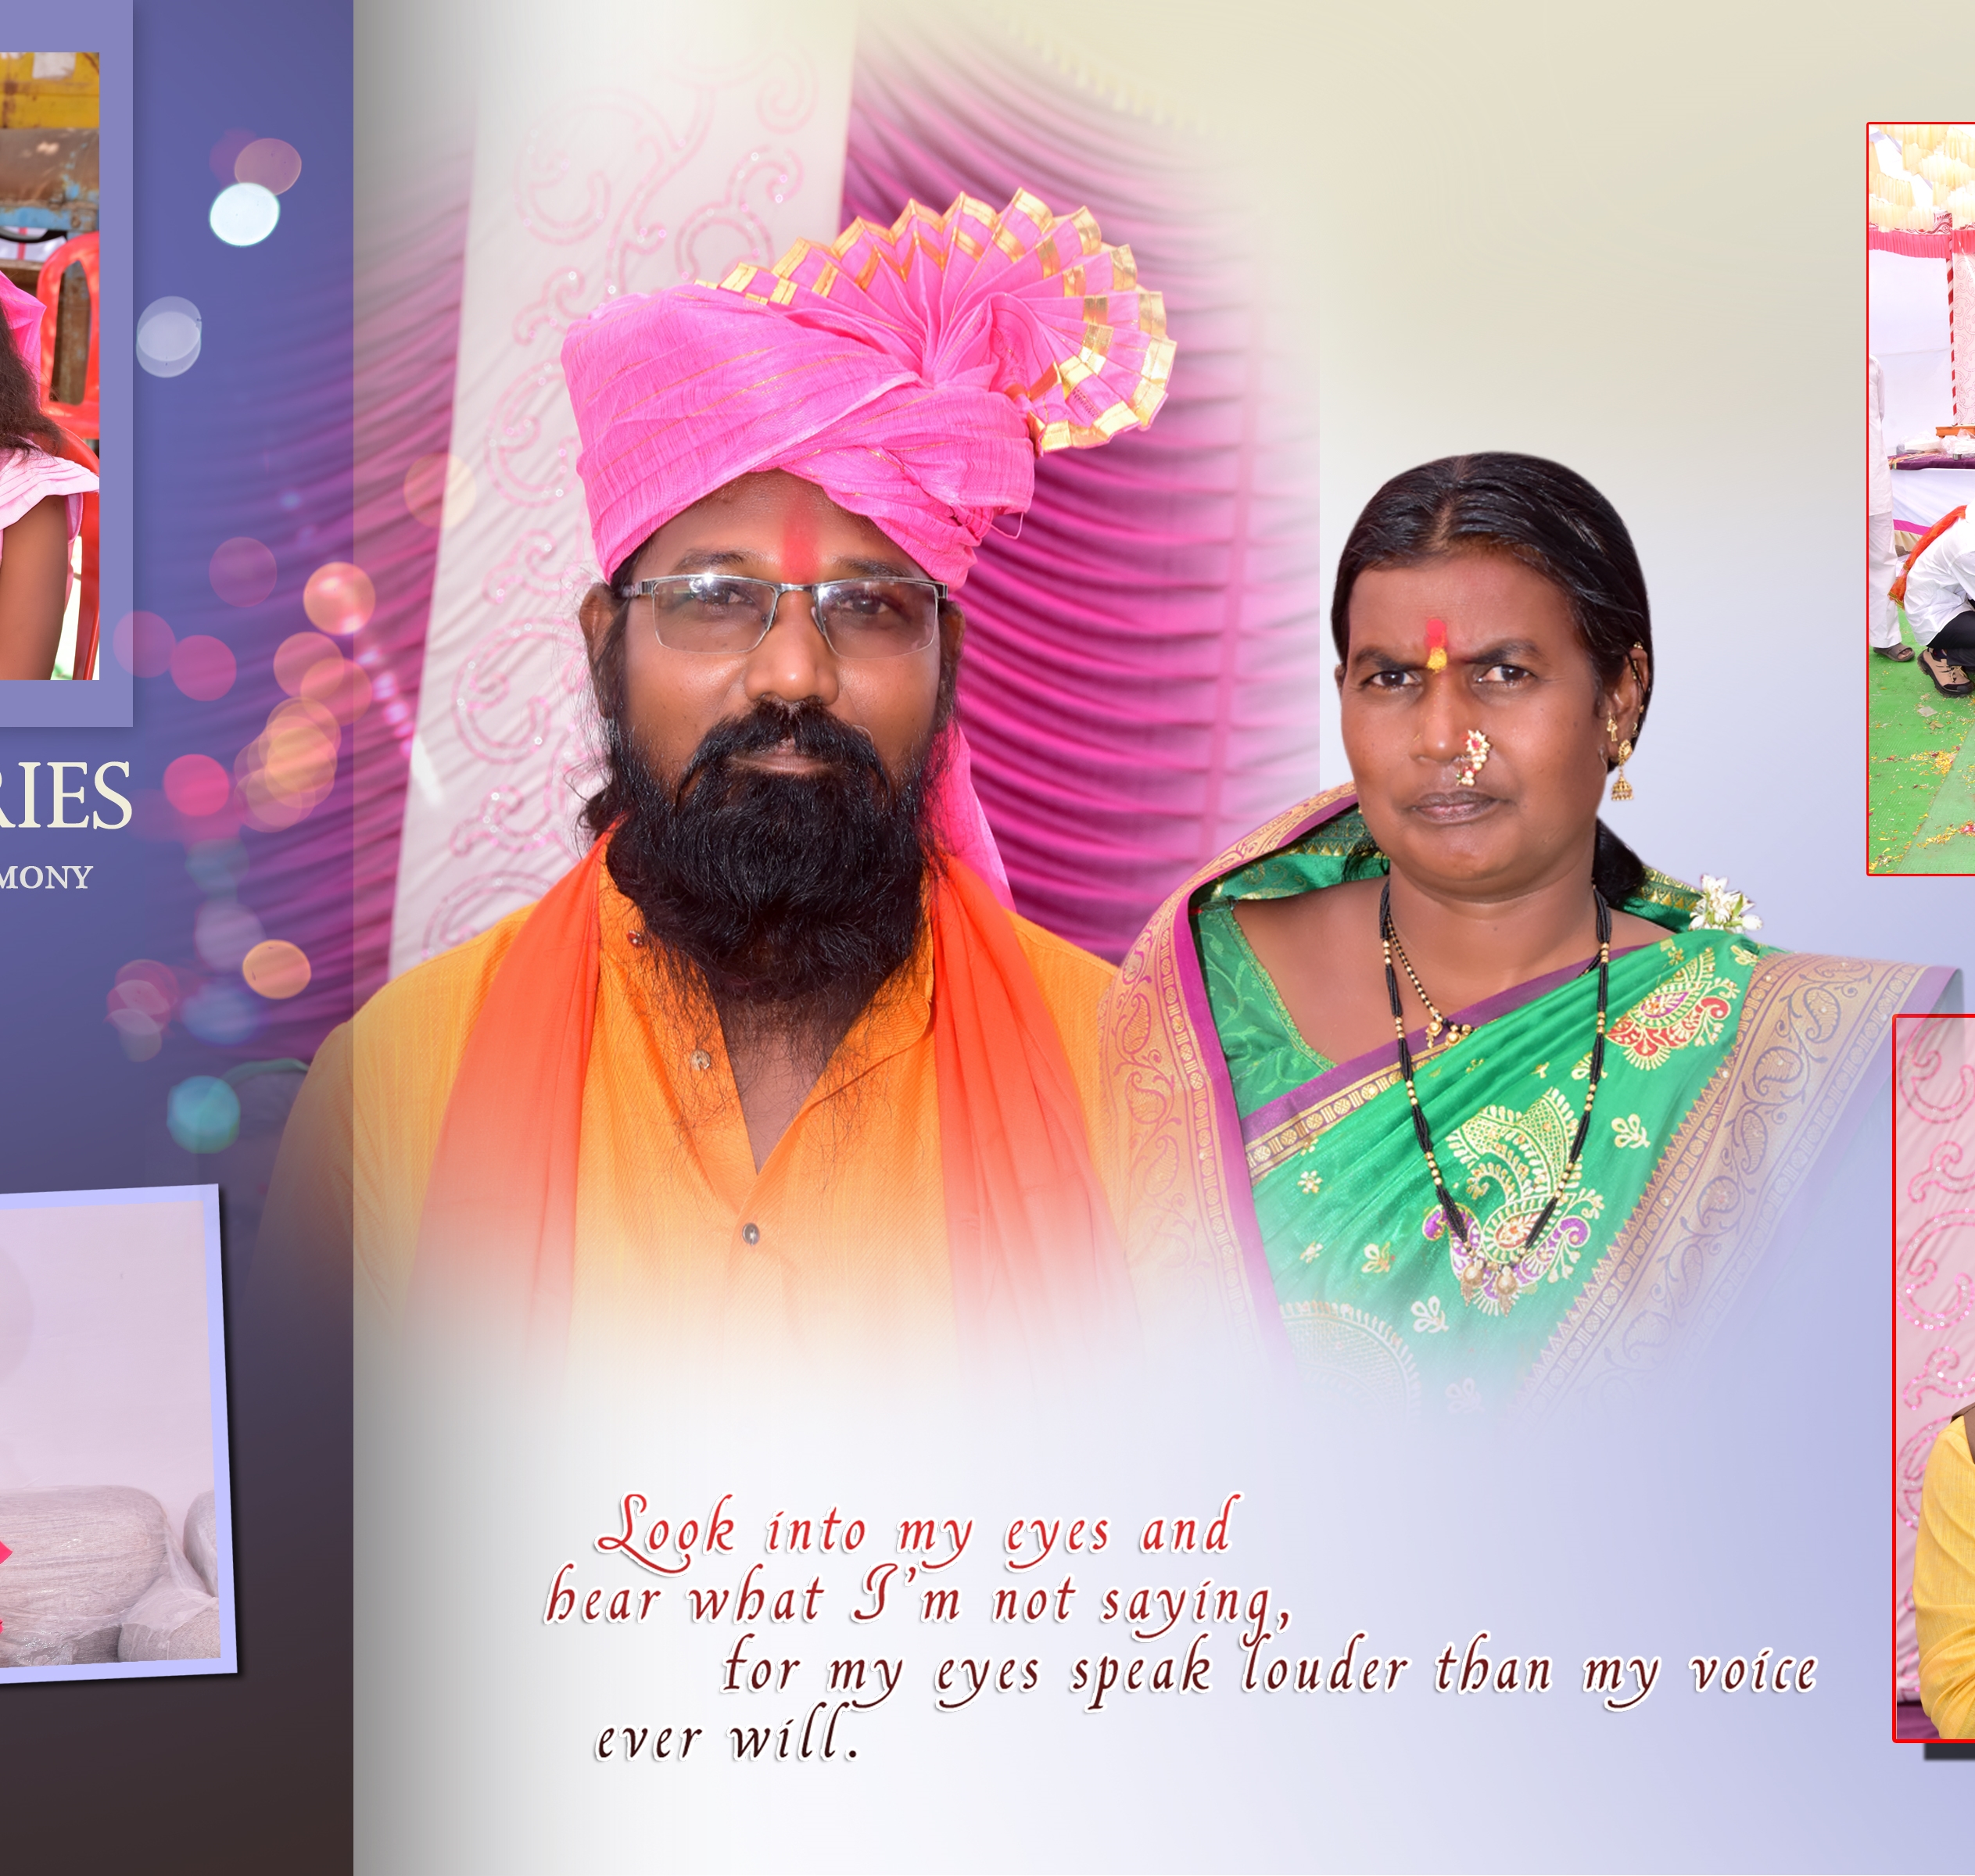 RIES
MONY
Look into my eyes and
hear what I'm not saying,
for my eyes speak louder than my voice
ever will.